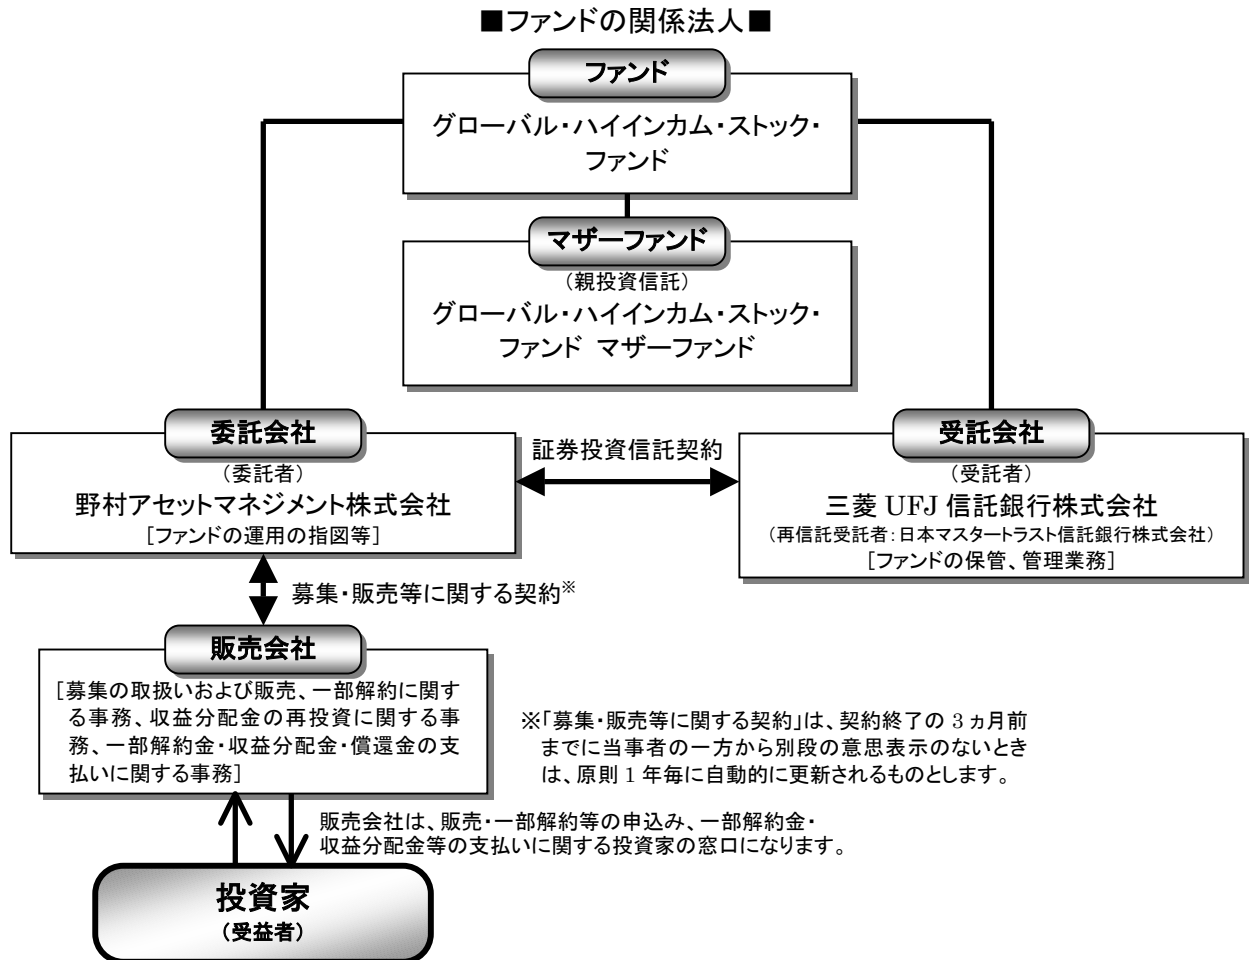 ■ファンドの関係法人■
ファンド
グローバル・ハイインカム・ストック・
ファンド
マザーファンド
(親投資信託)
グローバル・ハイインカム・ストック・
ファンド マザーファンド
委託会社
(委託者)
野村アセットマネジメント株式会社
[ファンドの運用の指図等]
証券投資信託契約
受託会社
(受託者)
三菱 UFJ 信託銀行株式会社
(再信託受託者:日本マスタートラスト信託銀行株式会社)
[ファンドの保管、管理業務]
募集・販売等に関する契約※
販売会社
[募集の取扱いおよび販売、一部解約に関す
る事務、収益分配金の再投資に関する事
務、一部解約金・収益分配金・償還金の支
払いに関する事務]
※「募集・販売等に関する契約」は、契約終了の 3 ヵ月前
までに当事者の一方から別段の意思表示のないとき
は、原則 1 年毎に自動的に更新されるものとします。
販売会社は、販売・一部解約等の申込み、一部解約金・
収益分配金等の支払いに関する投資家の窓口になります。
投資家
(受益者)